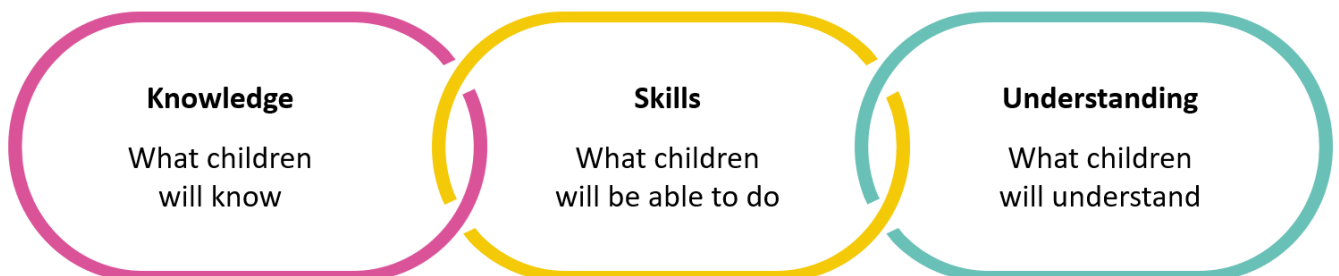 Knowledge
What children
will know
Skills
What children
will be able to do
Understanding
What children
will understand